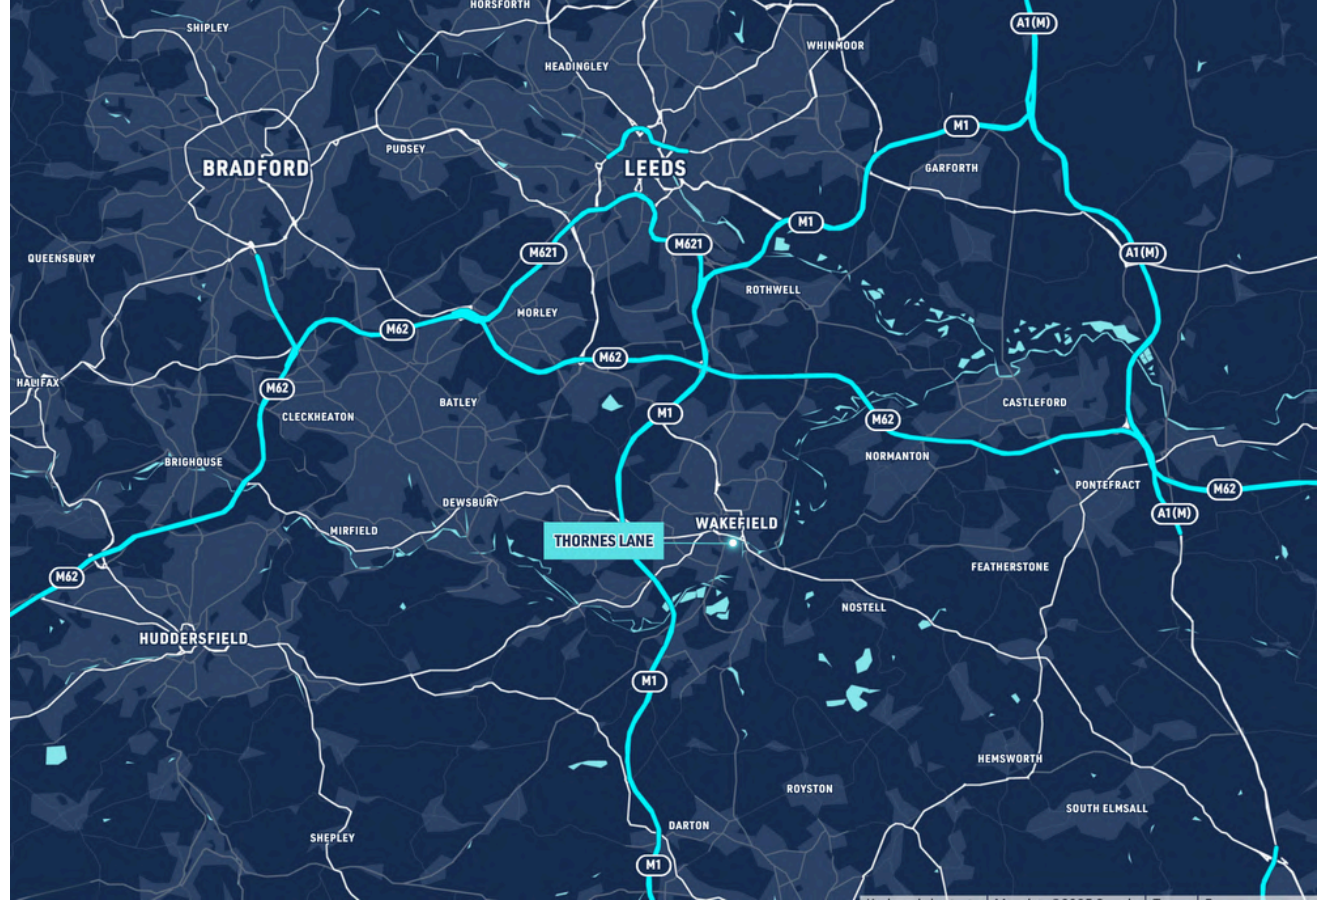 HORSFORTH
A1(M)
SHIPLEY
WHINMOOR
HEADINGLEY
M1
PUDSEY
BRADFORD
LEEDS
GARFORTH
M1
M621
M621
A1(M)
QUEENSBURY
ROTHWELL
MORLEY
M62
M62
HALIFAX
M62
CLECKHEATON
BATLEY
M1
CASTLEFORD
M62
NORMANTON
BRIGHOUSE
PONTEFRACT
M62
DEWSBURY
A1(M)
MIRFIELD
WAKEFIELD
THORNES LANE
FEATHERSTONE
M62
NOSTELL
HUDDERSFIELD
M1
HEMSWORTH
ROYSTON
SOUTH ELMSALL
DARTON
SHEPLEY
M1